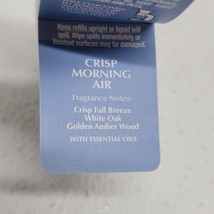 Keep refills upright or liquid will
spill. Wipe spills immediately or
finished surfaces may be damaged.
CRISP
MORNING
AIR
Fragrance Notes:
Crisp Fall Breeze
White Oak
Golden Amber Wood
WITH ESSENTIAL OILS